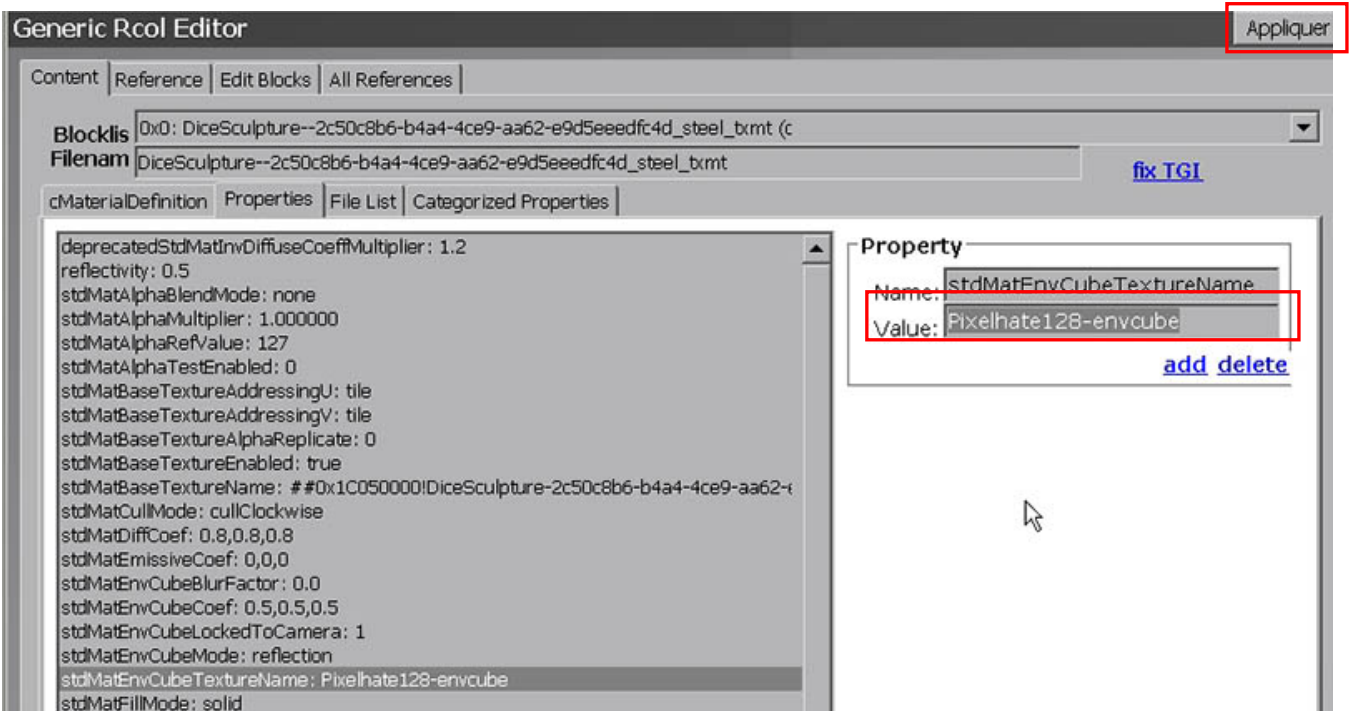 Generic Rcol Editor
Appliquer
Content Reference Edit Blocks All References
Blocklis 0x0: DiceSculpture--2c50c8b6-b4a4-4ce9-aa62-e9d5eeedfc4d_steel_txmt (c
Filenam DiceSculpture--2c50c8b6-b4a4-4ce9-aa62-e9d5eeedfc4d_steel_txmt
fix TGI
cMaterialDefinition Properties File List Categorized Properties
deprecatedStdMatInvDiffuseCoeffMultiplier: 1.2
reflectivity: 0.5
stdMatAlphaBlendMode: none
stdMatAlphaMultiplier: 1.000000
stdMatAlphaRefValue: 127
stdMatAlphaTestEnabled: 0
stdMatBaseTextureAddressingU: tile
stdMatBaseTextureAddressingV: tile
stdMatBaseTextureAlphaReplicate: 0
stdMatBaseTextureEnabled: true
stdMatBaseTextureName: ##0x1C050000!DiceSculpture-2c50c8b6-b4a4-4ce9-aa62-e
stdMatCullMode: cullClockwise
stdMatDiffCoef: 0.8,0.8,0.8
stdMatEmissiveCoef: 0,0,0
stdMatEnvCubeBlurFactor: 0.0
stdMatEnvCubeCoef: 0.5,0.5,0.5
stdMatEnvCubeLockedToCamera: 1
stdMatEnvCubeMode: reflection
stdMatEnvCubeTextureName: Pixelhate128-envcube
stdMatFillMode: solid
Property
Name: stdMatEnvCubeTextureName
Value: Pixelhate128-envcube
add delete